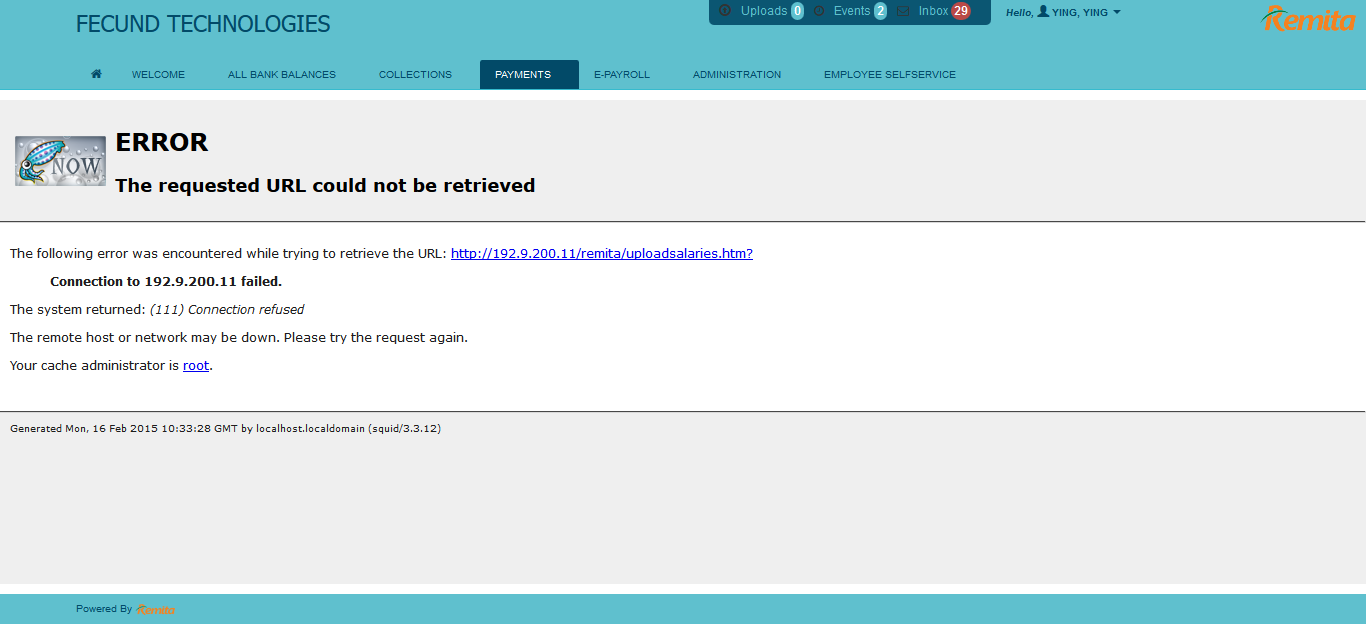 FECUND TECHNOLOGIES
Uploads 0 Events 2 Inbox 29
Hello, YING, YING
Remita
WELCOME ALL BANK BALANCES COLLECTIONS PAYMENTS E-PAYROLL ADMINISTRATION EMPLOYEE SELFSERVICE
NOW
ERROR
The requested URL could not be retrieved
The following error was encountered while trying to retrieve the URL: http://192.9.200.11/remita/uploadsalaries.htm?
Connection to 192.9.200.11 failed.
The system returned: (111) Connection refused
The remote host or network may be down. Please try the request again.
Your cache administrator is root.
Generated Mon, 16 Feb 2015 10:33:28 GMT by localhost.localdomain (squid/3.3.12)
Powered By Remita